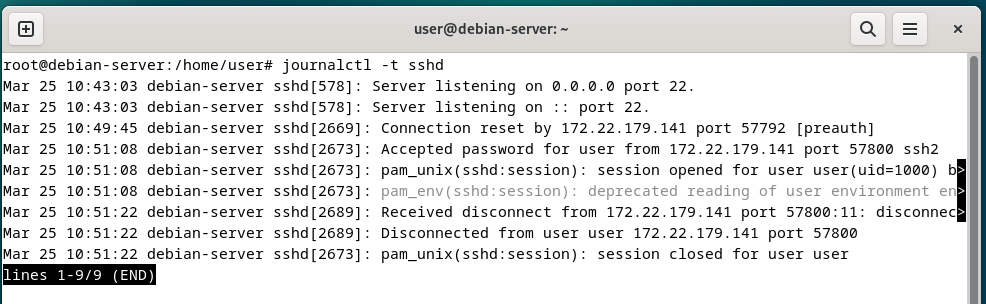 user@debian-server: ~
root@debian-server:/home/user# journalctl -t sshd
Mar 25 10:43:03 debian-server sshd[578]: Server listening on 0.0.0.0 port 22.
Mar 25 10:43:03 debian-server sshd[578]: Server listening on :: port 22.
Mar 25 10:49:45 debian-server sshd[2669]: Connection reset by 172.22.179.141 port 57792 [preauth]
Mar 25 10:51:08 debian-server sshd[2673]: Accepted password for user from 172.22.179.141 port 57800 ssh2
Mar 25 10:51:08 debian-server sshd[2673]: pam_unix(sshd:session): session opened for user user(uid=1000) b>
Mar 25 10:51:08 debian-server sshd[2673]: pam_env(sshd:session): deprecated reading of user environment en>
Mar 25 10:51:22 debian-server sshd[2689]: Received disconnect from 172.22.179.141 port 57800:11: disconnec>
Mar 25 10:51:22 debian-server sshd[2689]: Disconnected from user user 172.22.179.141 port 57800
Mar 25 10:51:22 debian-server sshd[2673]: pam_unix(sshd:session): session closed for user user
lines 1-9/9 (END)